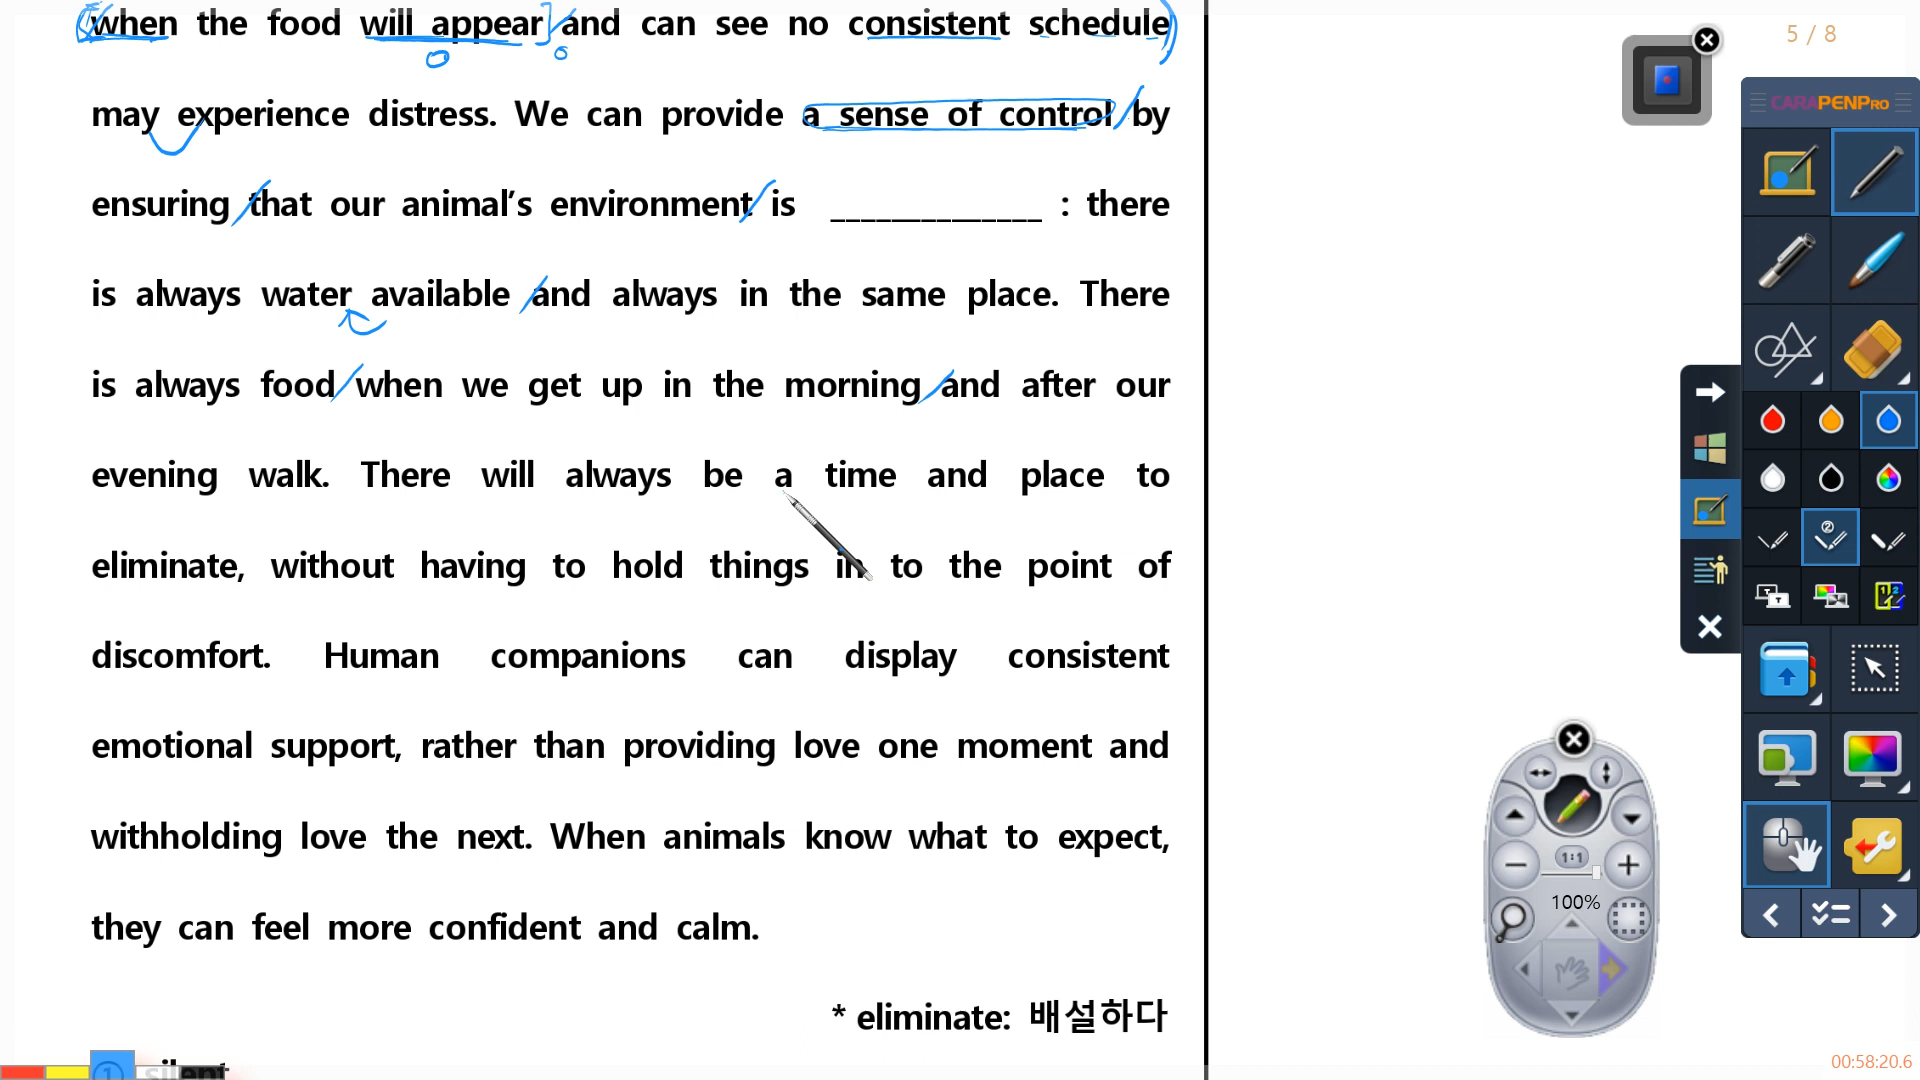 when the food will appear and can see no consistent schedule
may experience distress. We can provide a sense of control by
ensuring that our animal's environment is ______________ : there
is always water available and always in the same place. There
is always food when we get up in the morning and after our
evening walk. There will always be a time and place to
eliminate, without having to hold things in to the point of
discomfort. Human companions can display consistent
emotional support, rather than providing love one moment and
withholding love the next. When animals know what to expect,
they can feel more confident and calm.
* eliminate: 배설하다
① silent
5 / 8
CARAPENPRO
1:1
100%
00:58:20.6